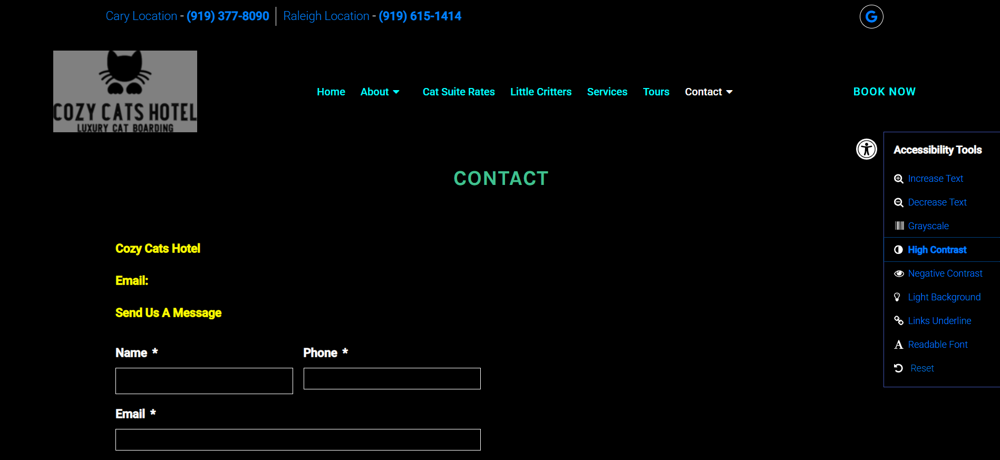 Cary Location - (919) 377-8090 Raleigh Location - (919) 615-1414
G
COZY CATS HOTEL
LUXURY CAT BOARDING
Home About Cat Suite Rates Little Critters Services Tours Contact BOOK NOW
Accessibility Tools
Increase Text
Decrease Text
Grayscale
High Contrast
Negative Contrast
Light Background
Links Underline
Readable Font
Reset
CONTACT
Cozy Cats Hotel
Email:
Send Us A Message
Name * Phone *
Email *